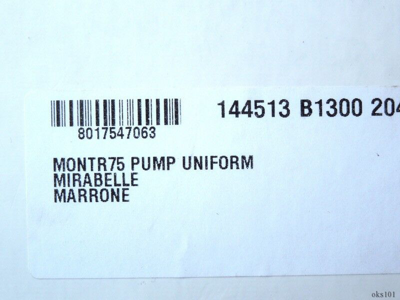 144513 B1300 204
8017547063
MONTR75 PUMP UNIFORM
MIRABELLE
MARRONE
oks101